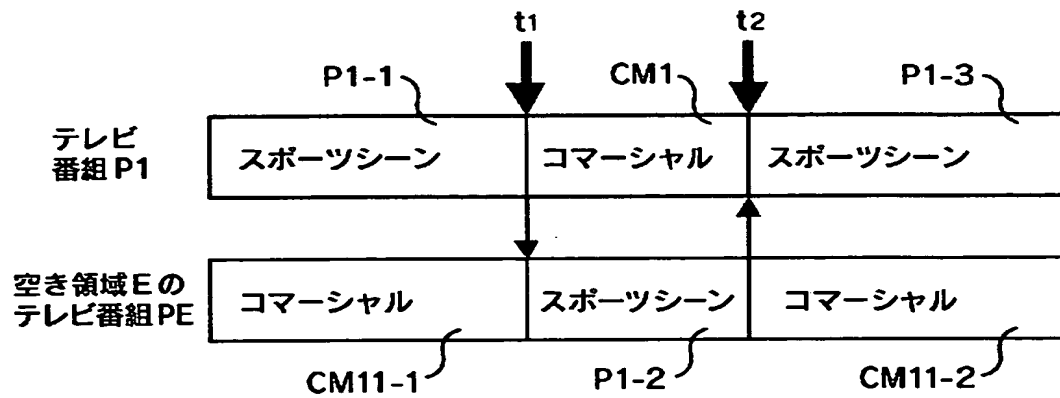 t1
t2
P1-1
CM1
P1-3
テレビ
番組P1
スポーツシーン
コマーシャル
スポーツシーン
空き領域Eの
テレビ番組PE
コマーシャル
スポーツシーン
コマーシャル
CM11-1
P1-2
CM11-2